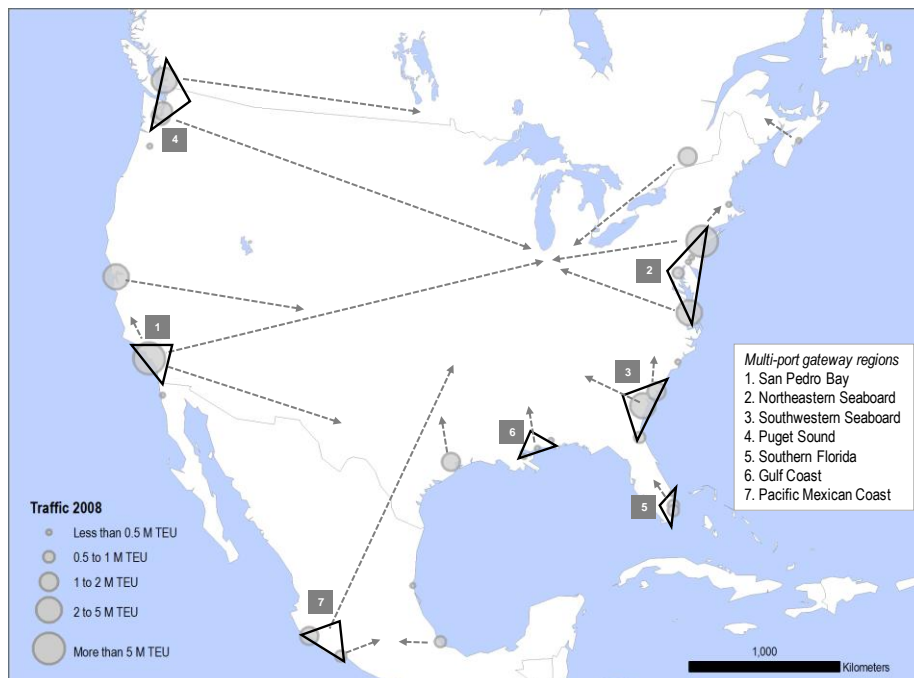 4
1
2
3
6
5
7
Multi-port gateway regions
1. San Pedro Bay
2. Northeastern Seaboard
3. Southwestern Seaboard
4. Puget Sound
5. Southern Florida
6. Gulf Coast
7. Pacific Mexican Coast
Traffic 2008
Less than 0.5 M TEU
0.5 to 1 M TEU
1 to 2 M TEU
2 to 5 M TEU
More than 5 M TEU
1,000
Kilometers